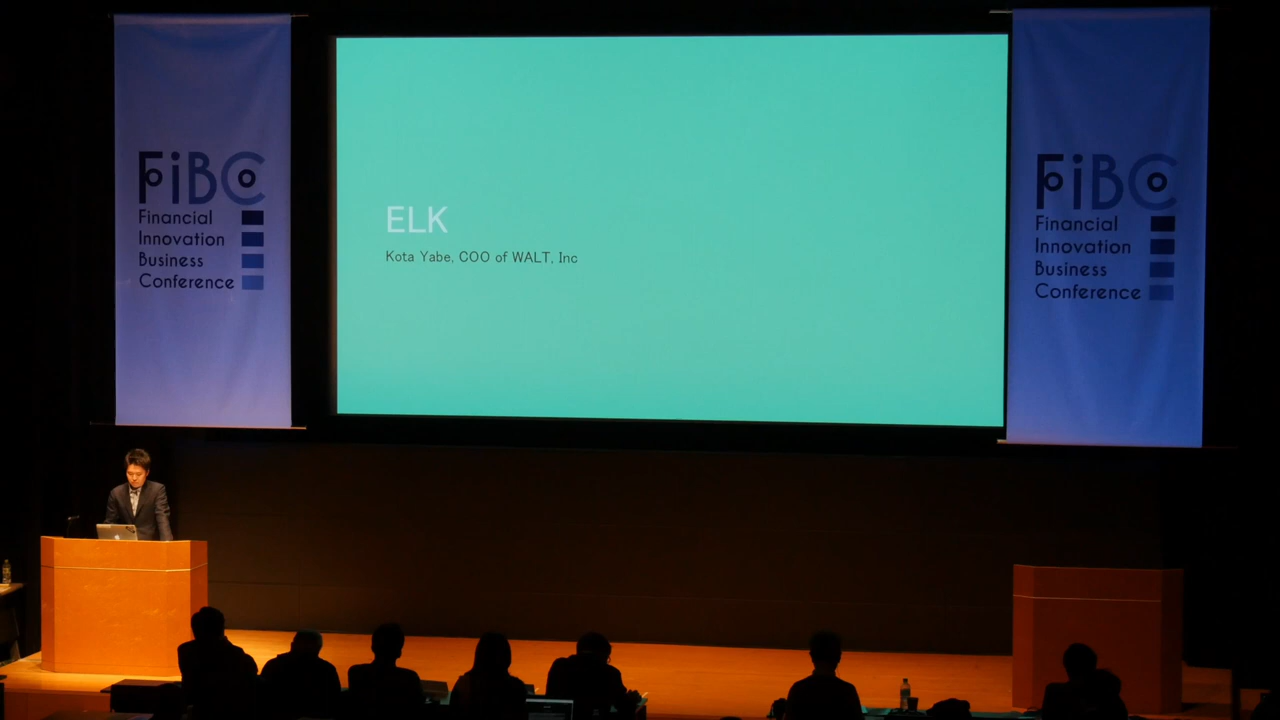 FiBC
Financial
Innovation
Business
Conference
ELK
Kota Yabe, COO of WALT, Inc
FiBC
Financial
Innovation
Business
Conference